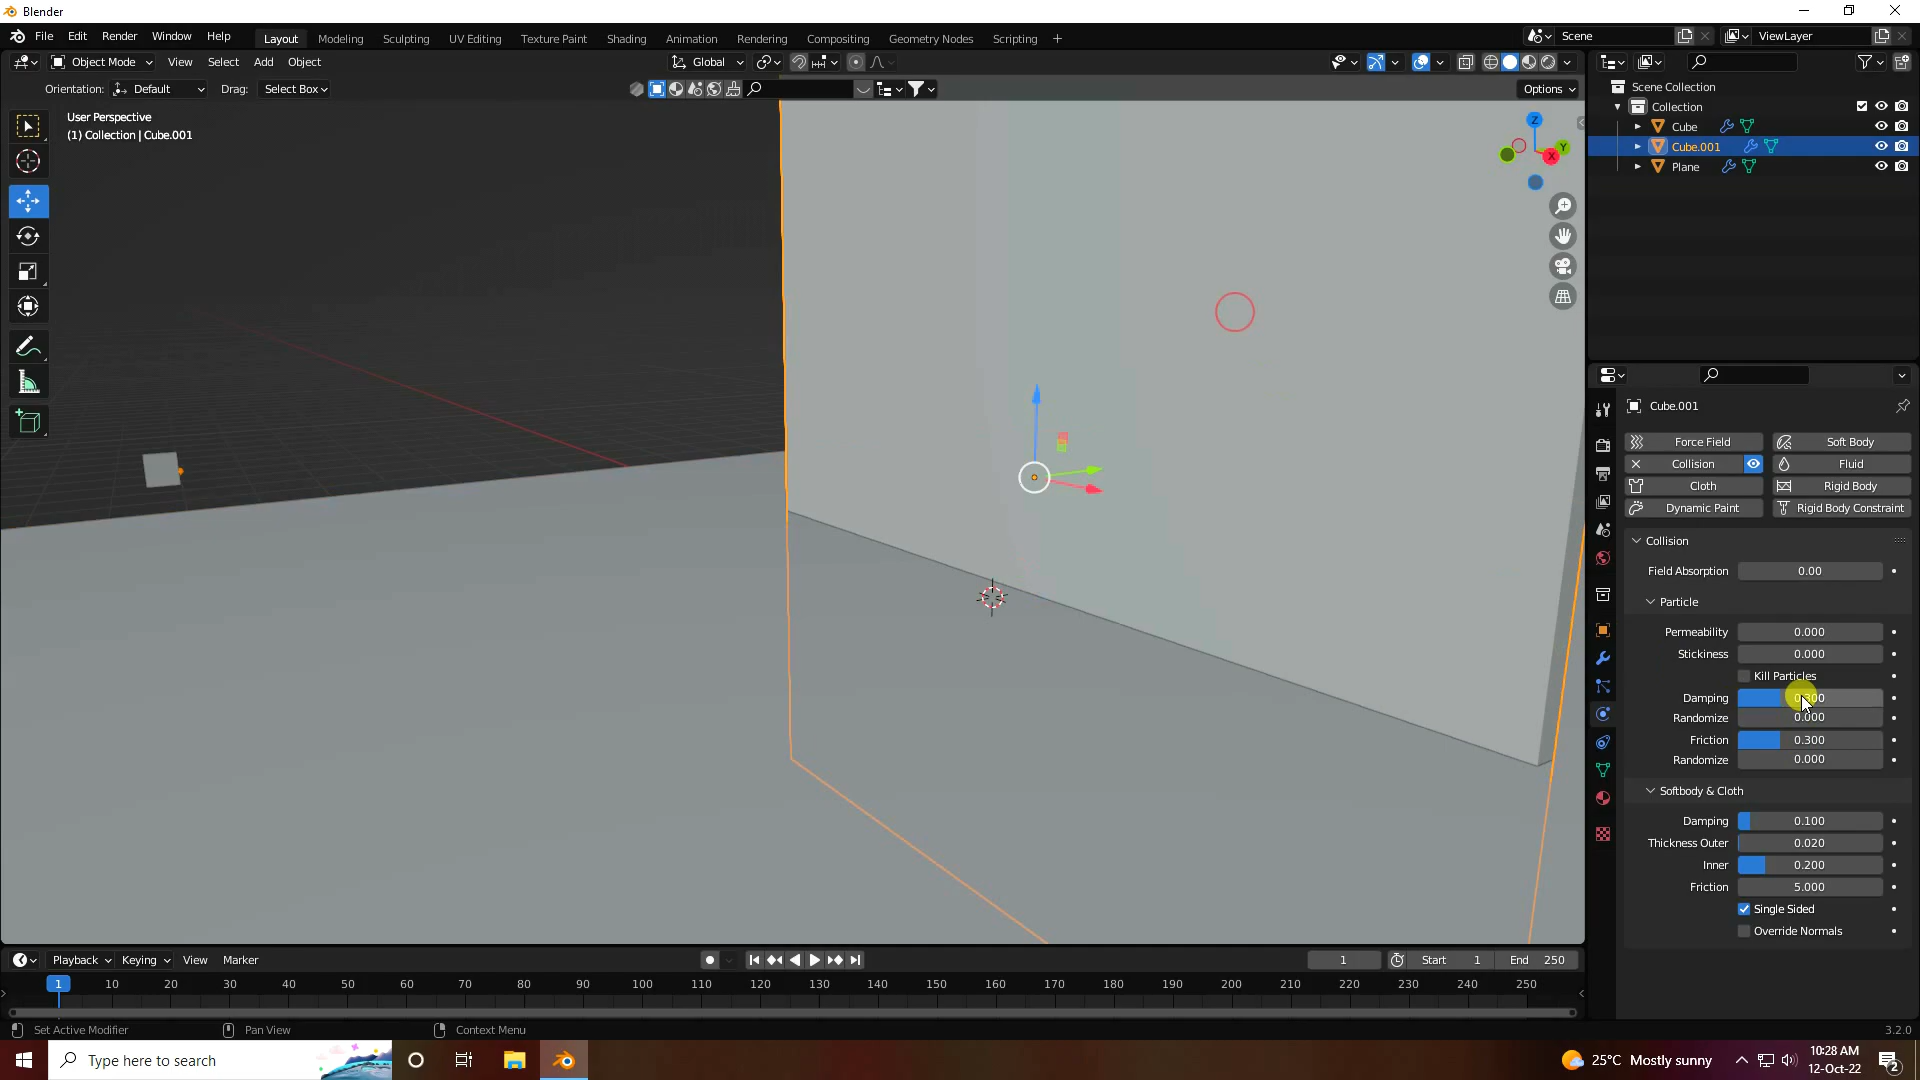 Blender
File Edit Render Window Help
Layout Modeling Sculpting UV Editing Texture Paint Shading Animation Rendering Compositing Geometry Nodes Scripting +
Scene
ViewLayer
Object Mode View Select Add Object
Global
Orientation: Default Drag: Select Box
Options
User Perspective
(1) Collection | Cube.001
Z
Y
X
Scene Collection
Collection
Cube
Cube.001
Plane
Cube.001
Force Field Soft Body
Collision Fluid
Cloth Rigid Body
Dynamic Paint Rigid Body Constraint
Collision
Field Absorption 0.00
Particle
Permeability 0.000
Stickiness 0.000
Kill Particles
Damping 0.300
Randomize 0.000
Friction 0.300
Randomize 0.000
Softbody & Cloth
Damping 0.100
Thickness Outer 0.020
Inner 0.200
Friction 5.000
Single Sided
Override Normals
Playback Keying View Marker
1 Start 1 End 250
1 10 20 30 40 50 60 70 80 90 100 110 120 130 140 150 160 170 180 190 200 210 220 230 240 250
Set Active Modifier Pan View Context Menu
3.2.0
Type here to search
25°C Mostly sunny
10:28 AM
12-Oct-22
2